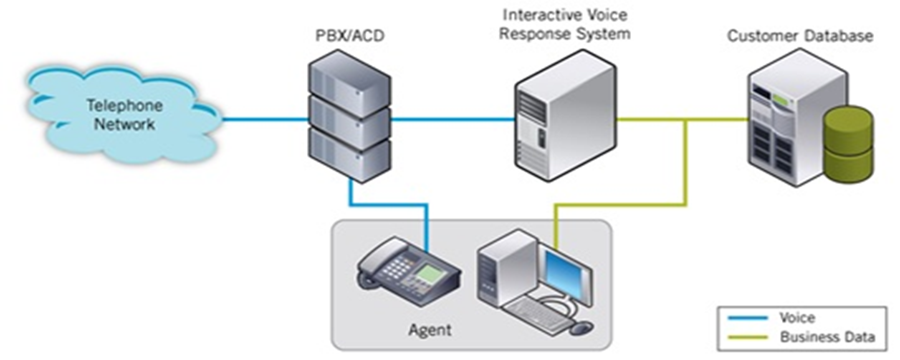 Interactive Voice
Response System
PBX/ACD
Customer Database
Telephone
Network
Agent
Voice
Business Data